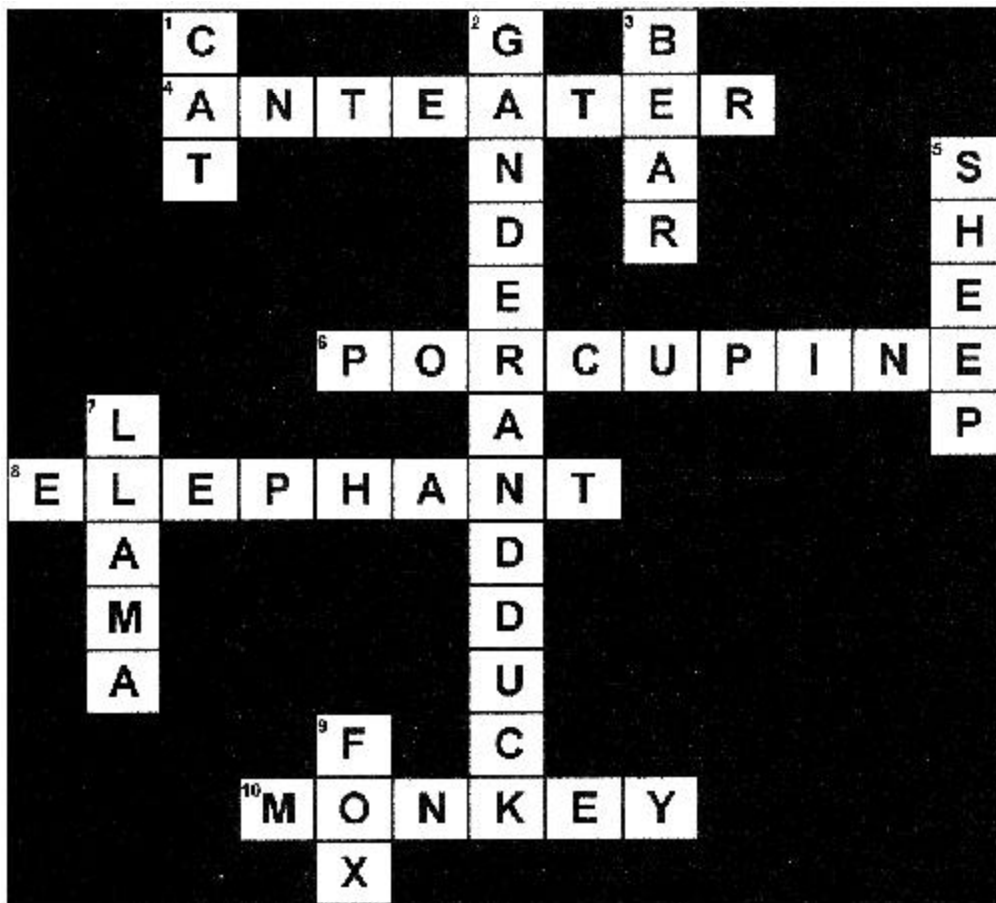 1 C 2 G 3 B
4 A N T E A T E R
T N A 5 S
D R H
E E
6 P O R C U P I N E
7 L A P
8 E L E P H A N T
A D
M D
A U
9 F C
10 M O N K E Y
X